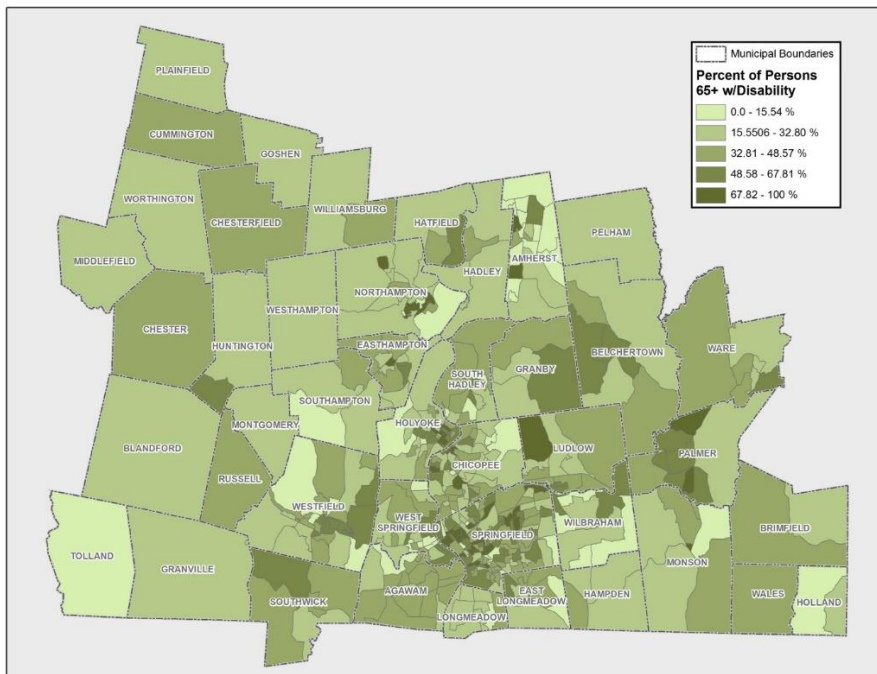 Municipal Boundaries
Percent of Persons
65+ w/Disability
0.0 - 15.54 %
15.5506 - 32.80 %
32.81 - 48.57 %
48.58 - 67.81 %
67.82 - 100 %
PLAINFIELD
CUMMINGTON
GOSHEN
WORTHINGTON
CHESTERFIELD
WILLIAMSBURG
HATFIELD
PELHAM
MIDDLEFIELD
AMHERST
HADLEY
NORTHAMPTON
WESTHAMPTON
CHESTER
HUNTINGTON
EASTHAMPTON
SOUTH
HADLEY
GRANBY
BELCHERTOWN
WARE
SOUTHAMPTON
MONTGOMERY
HOLYOKE
BLANDFORD
CHICOPEE
LUDLOW
PALMER
RUSSELL
WESTFIELD
WEST
SPRINGFIELD
SPRINGFIELD
WILBRAHAM
BRIMFIELD
TOLLAND
GRANVILLE
MONSON
SOUTHWICK
AGAWAM
EAST
LONGMEADOW
LONGMEADOW
HAMPDEN
WALES
HOLLAND